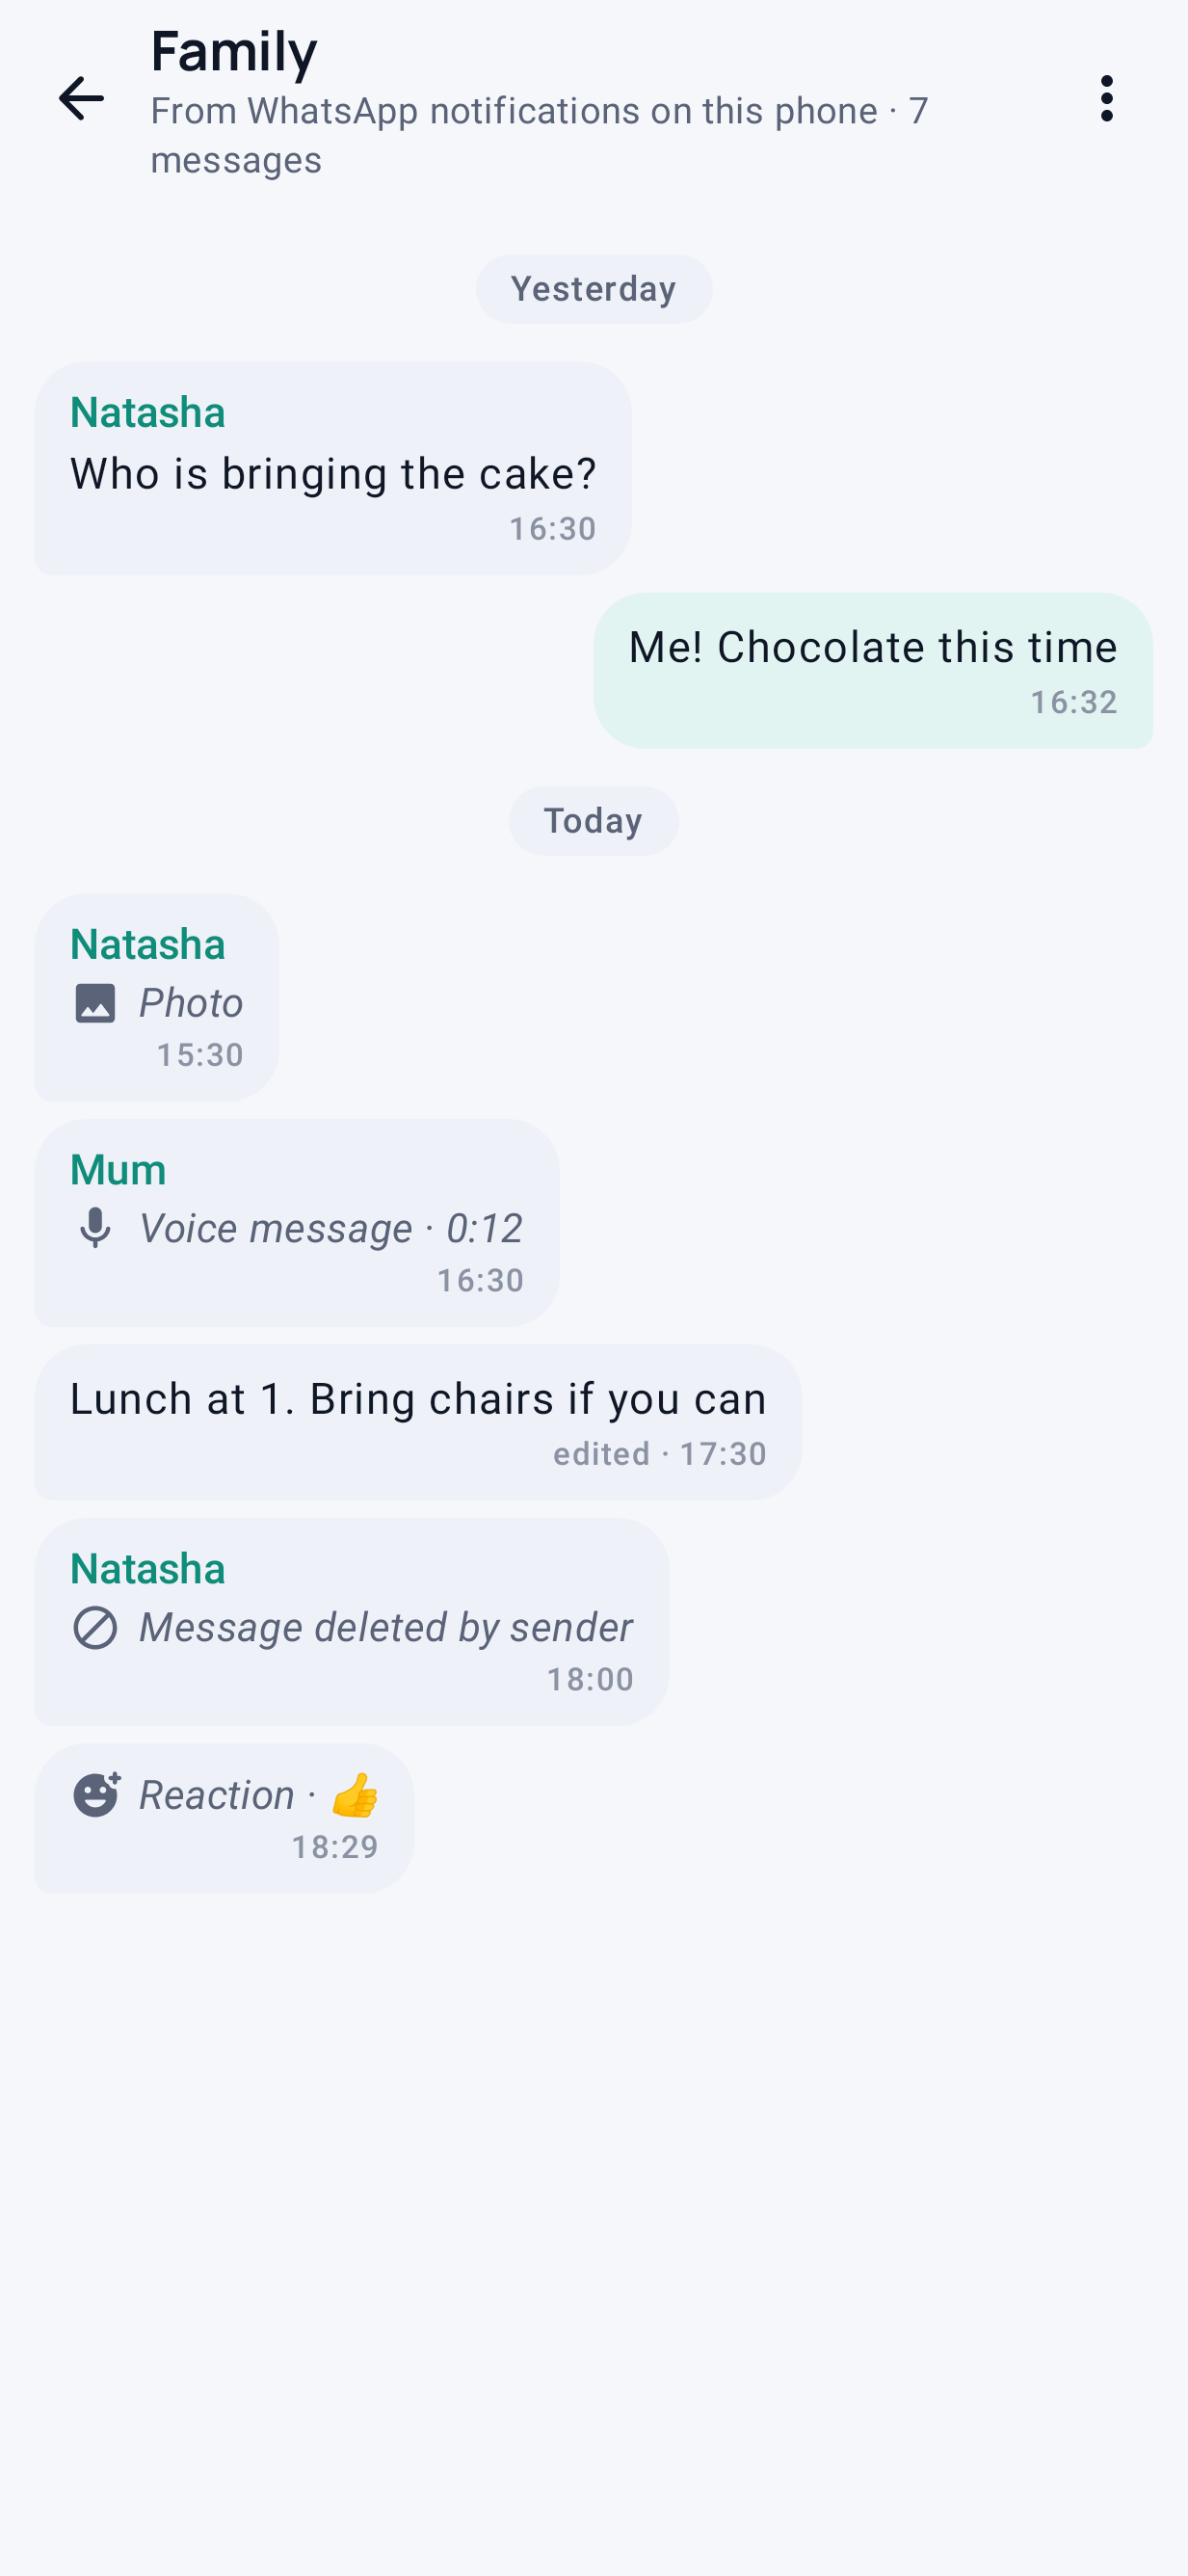 Family
From WhatsApp notifications on this phone · 7
messages
Yesterday
Natasha
Who is bringing the cake?
16:30
Me! Chocolate this time
16:32
Today
Natasha
Photo
15:30
Mum
Voice message · 0:12
16:30
Lunch at 1. Bring chairs if you can
edited · 17:30
Natasha
Message deleted by sender
18:00
Reaction · 👍
18:29